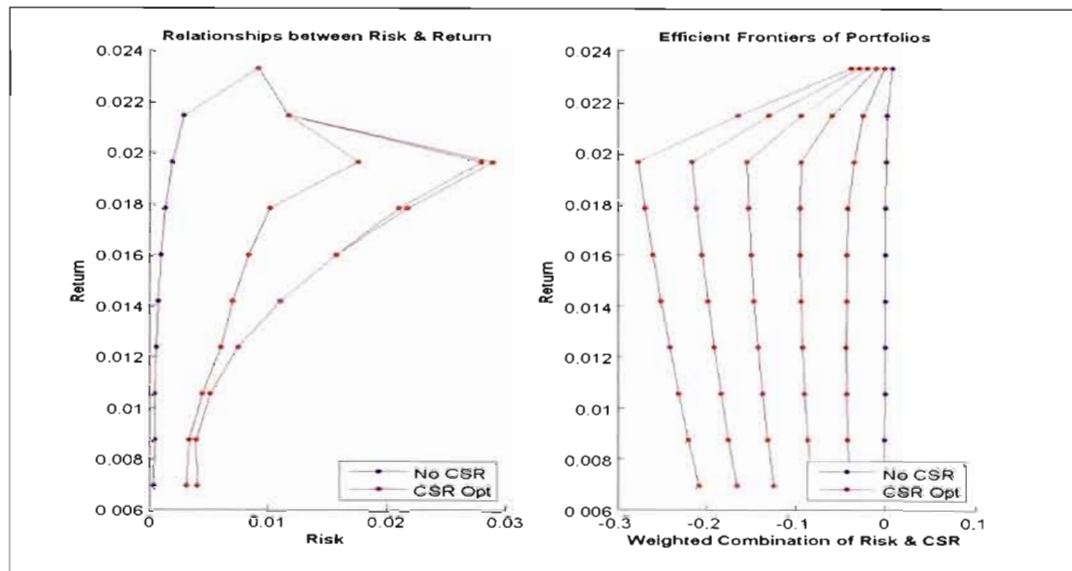 Relationships between Risk & Return
0.024
0.022
0.02
0.018
0.016
0.014
0.012
0.01
0.008
0.006
Return
0
0.01
0.02
0.03
Risk
No CSR
CSR Opt
Efficient Frontiers of Portfolios
0.024
0.022
0.02
0.018
0.016
0.014
0.012
0.01
0.008
0.006
Return
-0.3
-0.2
-0.1
0
0.1
Weighted Combination of Risk & CSR
No CSR
CSR Opt